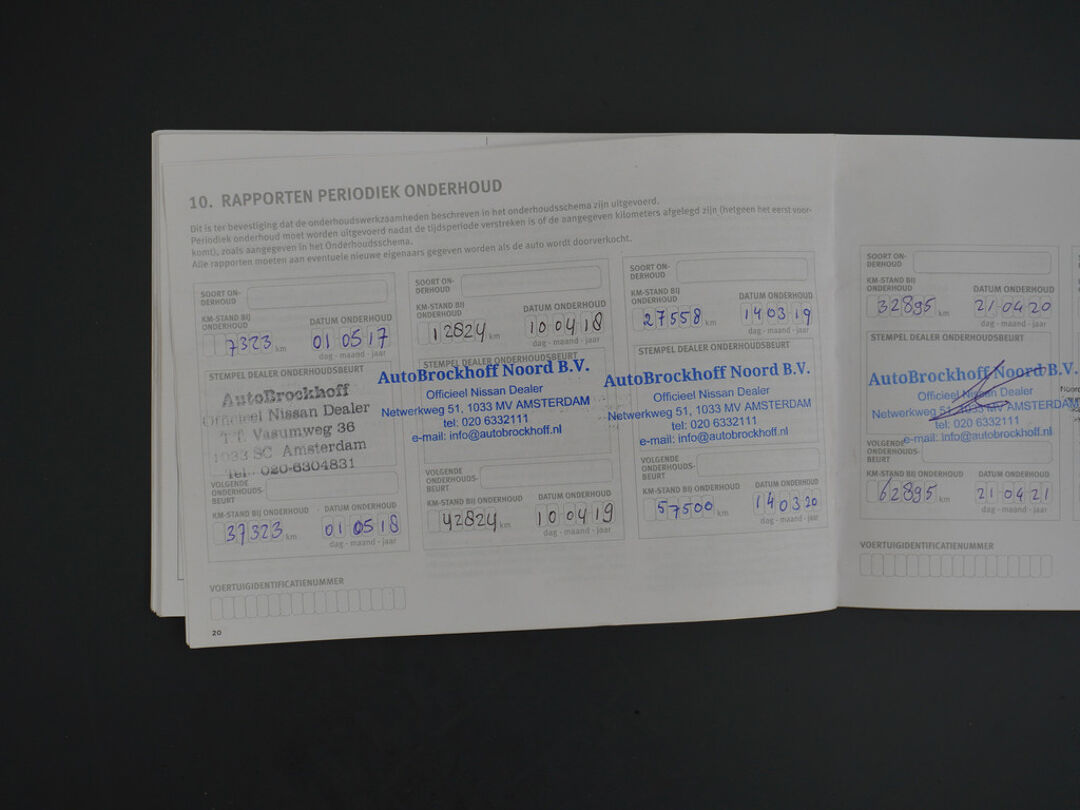 10. RAPPORTEN PERIODIEK ONDERHOUD
Dit is ter bevestiging dat de onderhoudswerkzaamheden beschreven in het onderhoudsschema zijn uitgevoerd.
Periodiek onderhoud moet worden uitgevoerd nadat de tijdsperiode verstreken is of de aangegeven kilometers afgelegd zijn (hetgeen het eerst voor-
komt), zoals aangegeven in het Onderhoudsschema.
Alle rapporten moeten aan eventuele nieuwe eigenaars gegeven worden als de auto wordt doorverkocht.
SOORT ON-
DERHOUD
KM-STAND BIJ
ONDERHOUD
DATUM ONDERHOUD
7323 km
01 05 17
dag - maand - jaar
STEMPEL DEALER ONDERHOUDSBEURT
AutoBrockhoff
Officieel Nissan Dealer
T.T. Vasumweg 36
1033 SC Amsterdam
Tel.: 020-6304831
VOLGENDE
ONDERHOUDS-
BEURT
KM-STAND BIJ ONDERHOUD
DATUM ONDERHOUD
37323 km
01 05 18
dag - maand - jaar
SOORT ON-
DERHOUD
KM-STAND BIJ
ONDERHOUD
DATUM ONDERHOUD
12824 km
10 04 18
dag - maand - jaar
STEMPEL DEALER ONDERHOUDSBEURT
AutoBrockhoff Noord B.V.
Officieel Nissan Dealer
Netwerkweg 51, 1033 MV AMSTERDAM
tel: 020 6332111
e-mail: info@autobrockhoff.nl
VOLGENDE
ONDERHOUDS-
BEURT
KM-STAND BIJ ONDERHOUD
DATUM ONDERHOUD
42824 km
10 04 19
dag - maand - jaar
SOORT ON-
DERHOUD
KM-STAND BIJ
ONDERHOUD
DATUM ONDERHOUD
27558 km
14 03 19
dag - maand - jaar
STEMPEL DEALER ONDERHOUDSBEURT
AutoBrockhoff Noord B.V.
Officieel Nissan Dealer
Netwerkweg 51, 1033 MV AMSTERDAM
tel: 020 6332111
e-mail: info@autobrockhoff.nl
VOLGENDE
ONDERHOUDS-
BEURT
KM-STAND BIJ ONDERHOUD
DATUM ONDERHOUD
57500 km
14 03 20
dag - maand - jaar
VOERTUIGIDENTIFICATIENUMMER
20
SOORT ON-
DERHOUD
KM-STAND BIJ
ONDERHOUD
DATUM ONDERHOUD
32895 km
21 04 20
dag - maand - jaar
STEMPEL DEALER ONDERHOUDSBEURT
AutoBrockhoff Noord B.V.
Officieel Nissan Dealer
Netwerkweg 51, 1033 MV AMSTERDAM
tel: 020 6332111
e-mail: info@autobrockhoff.nl
VOLGENDE
ONDERHOUDS-
BEURT
KM-STAND BIJ ONDERHOUD
DATUM ONDERHOUD
62895 km
21 04 21
dag - maand - jaar
VOERTUIGIDENTIFICATIENUMMER